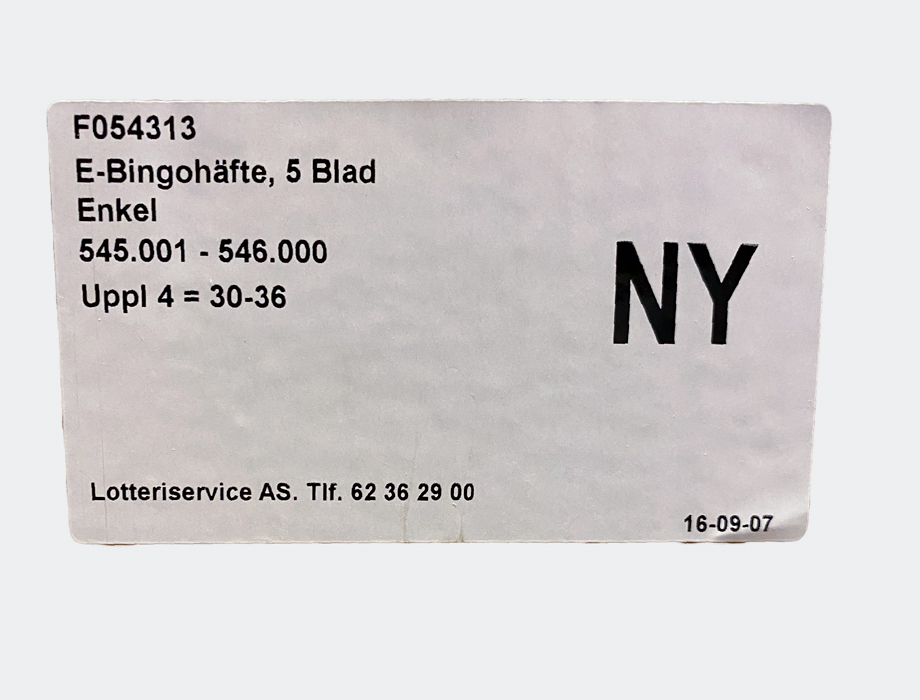 F054313
E-Bingohäfte, 5 Blad
Enkel
545.001 - 546.000
Uppl 4 = 30-36
NY
Lotteriservice AS. Tlf. 62 36 29 00
16-09-07